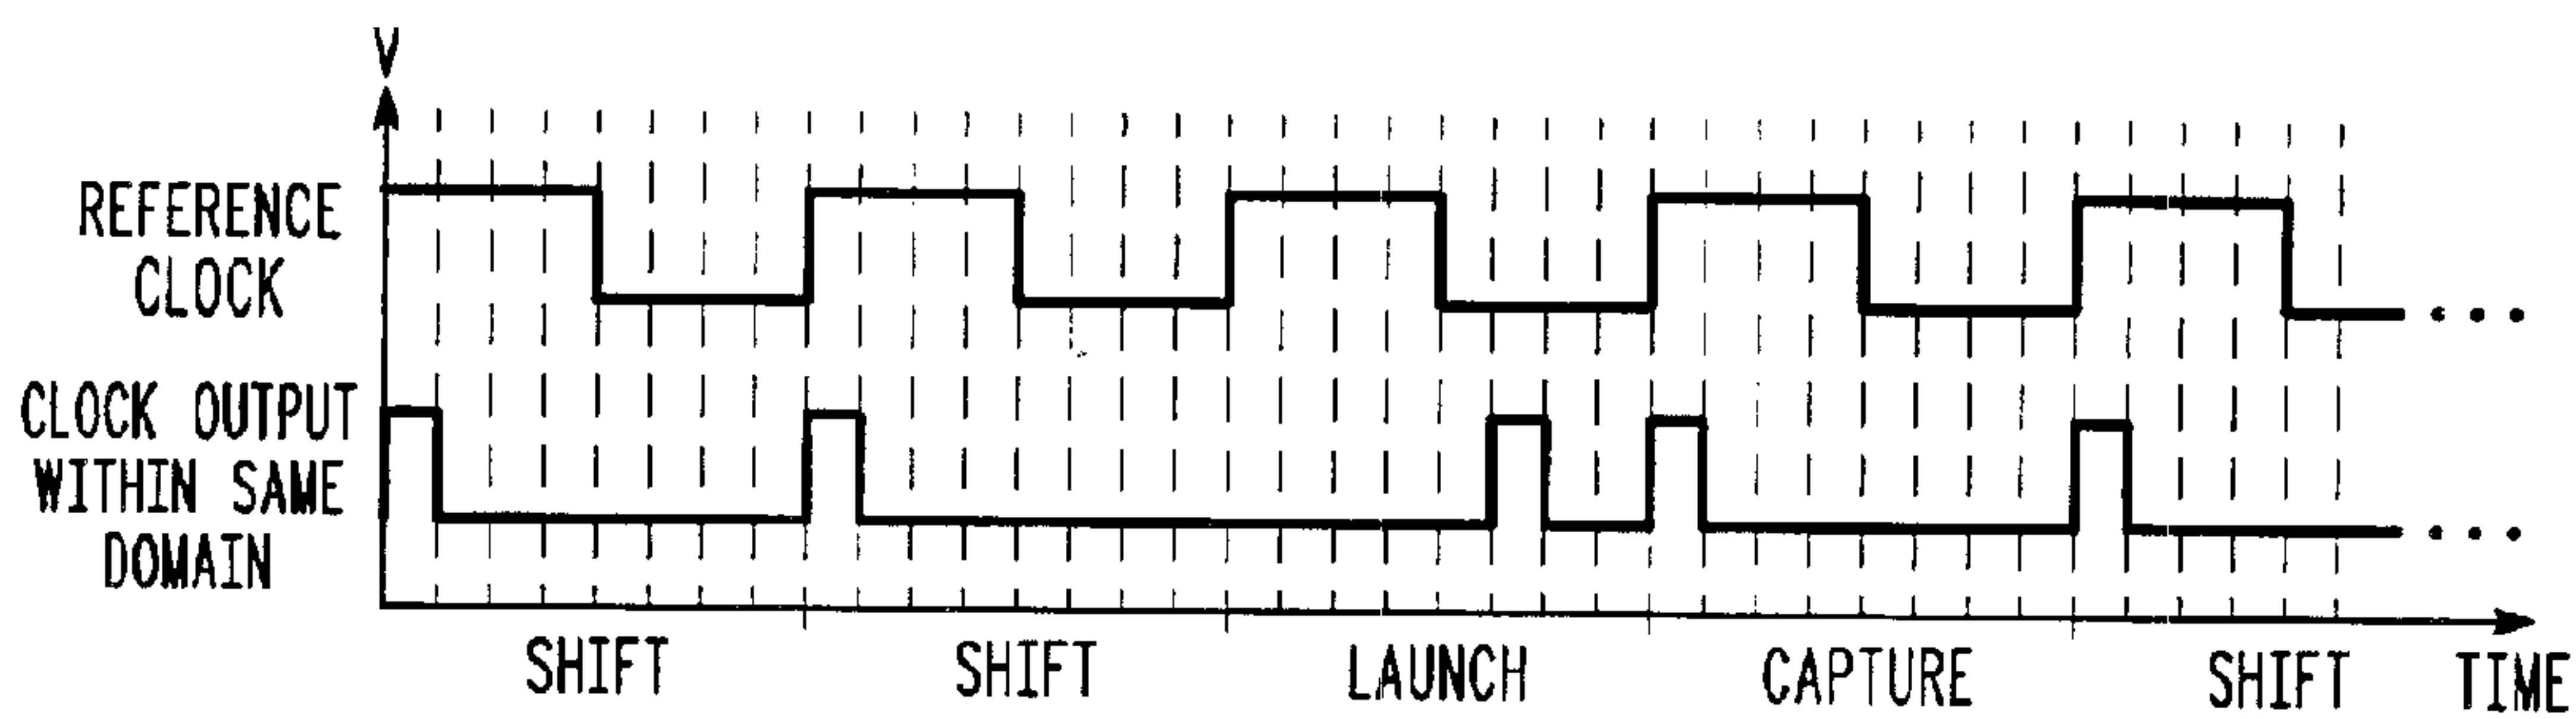 V
REFERENCE
CLOCK
CLOCK OUTPUT
WITHIN SAME
DOMAIN
SHIFT SHIFT LAUNCH CAPTURE SHIFT TIME